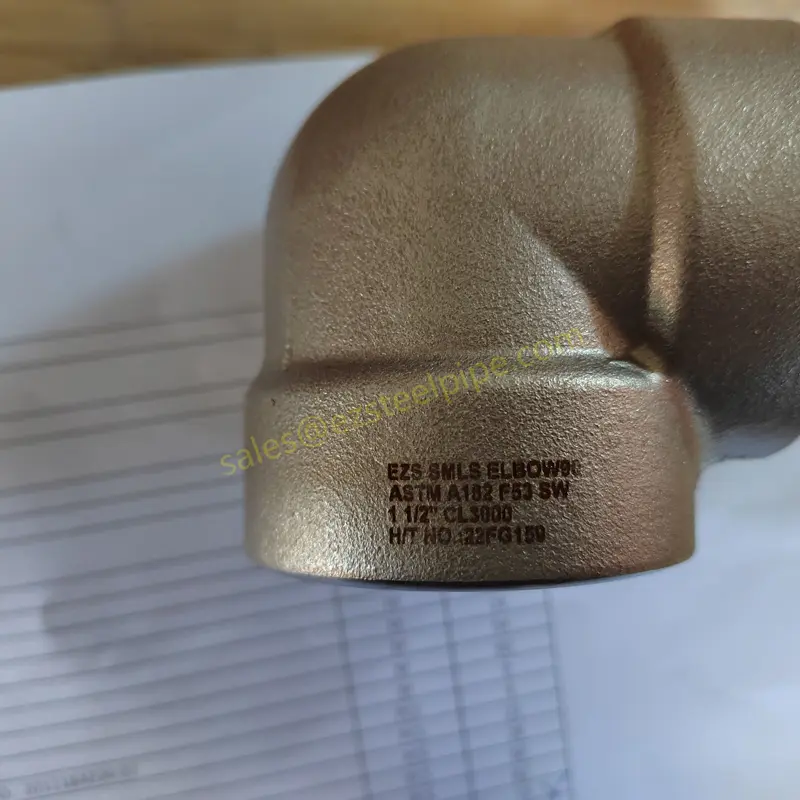 sales@ezsteelpipe.com
EZS SMLS ELBOW90
ASTM A182 F53 SW
1 1/2" CL3000
H/T NO.:22FG159